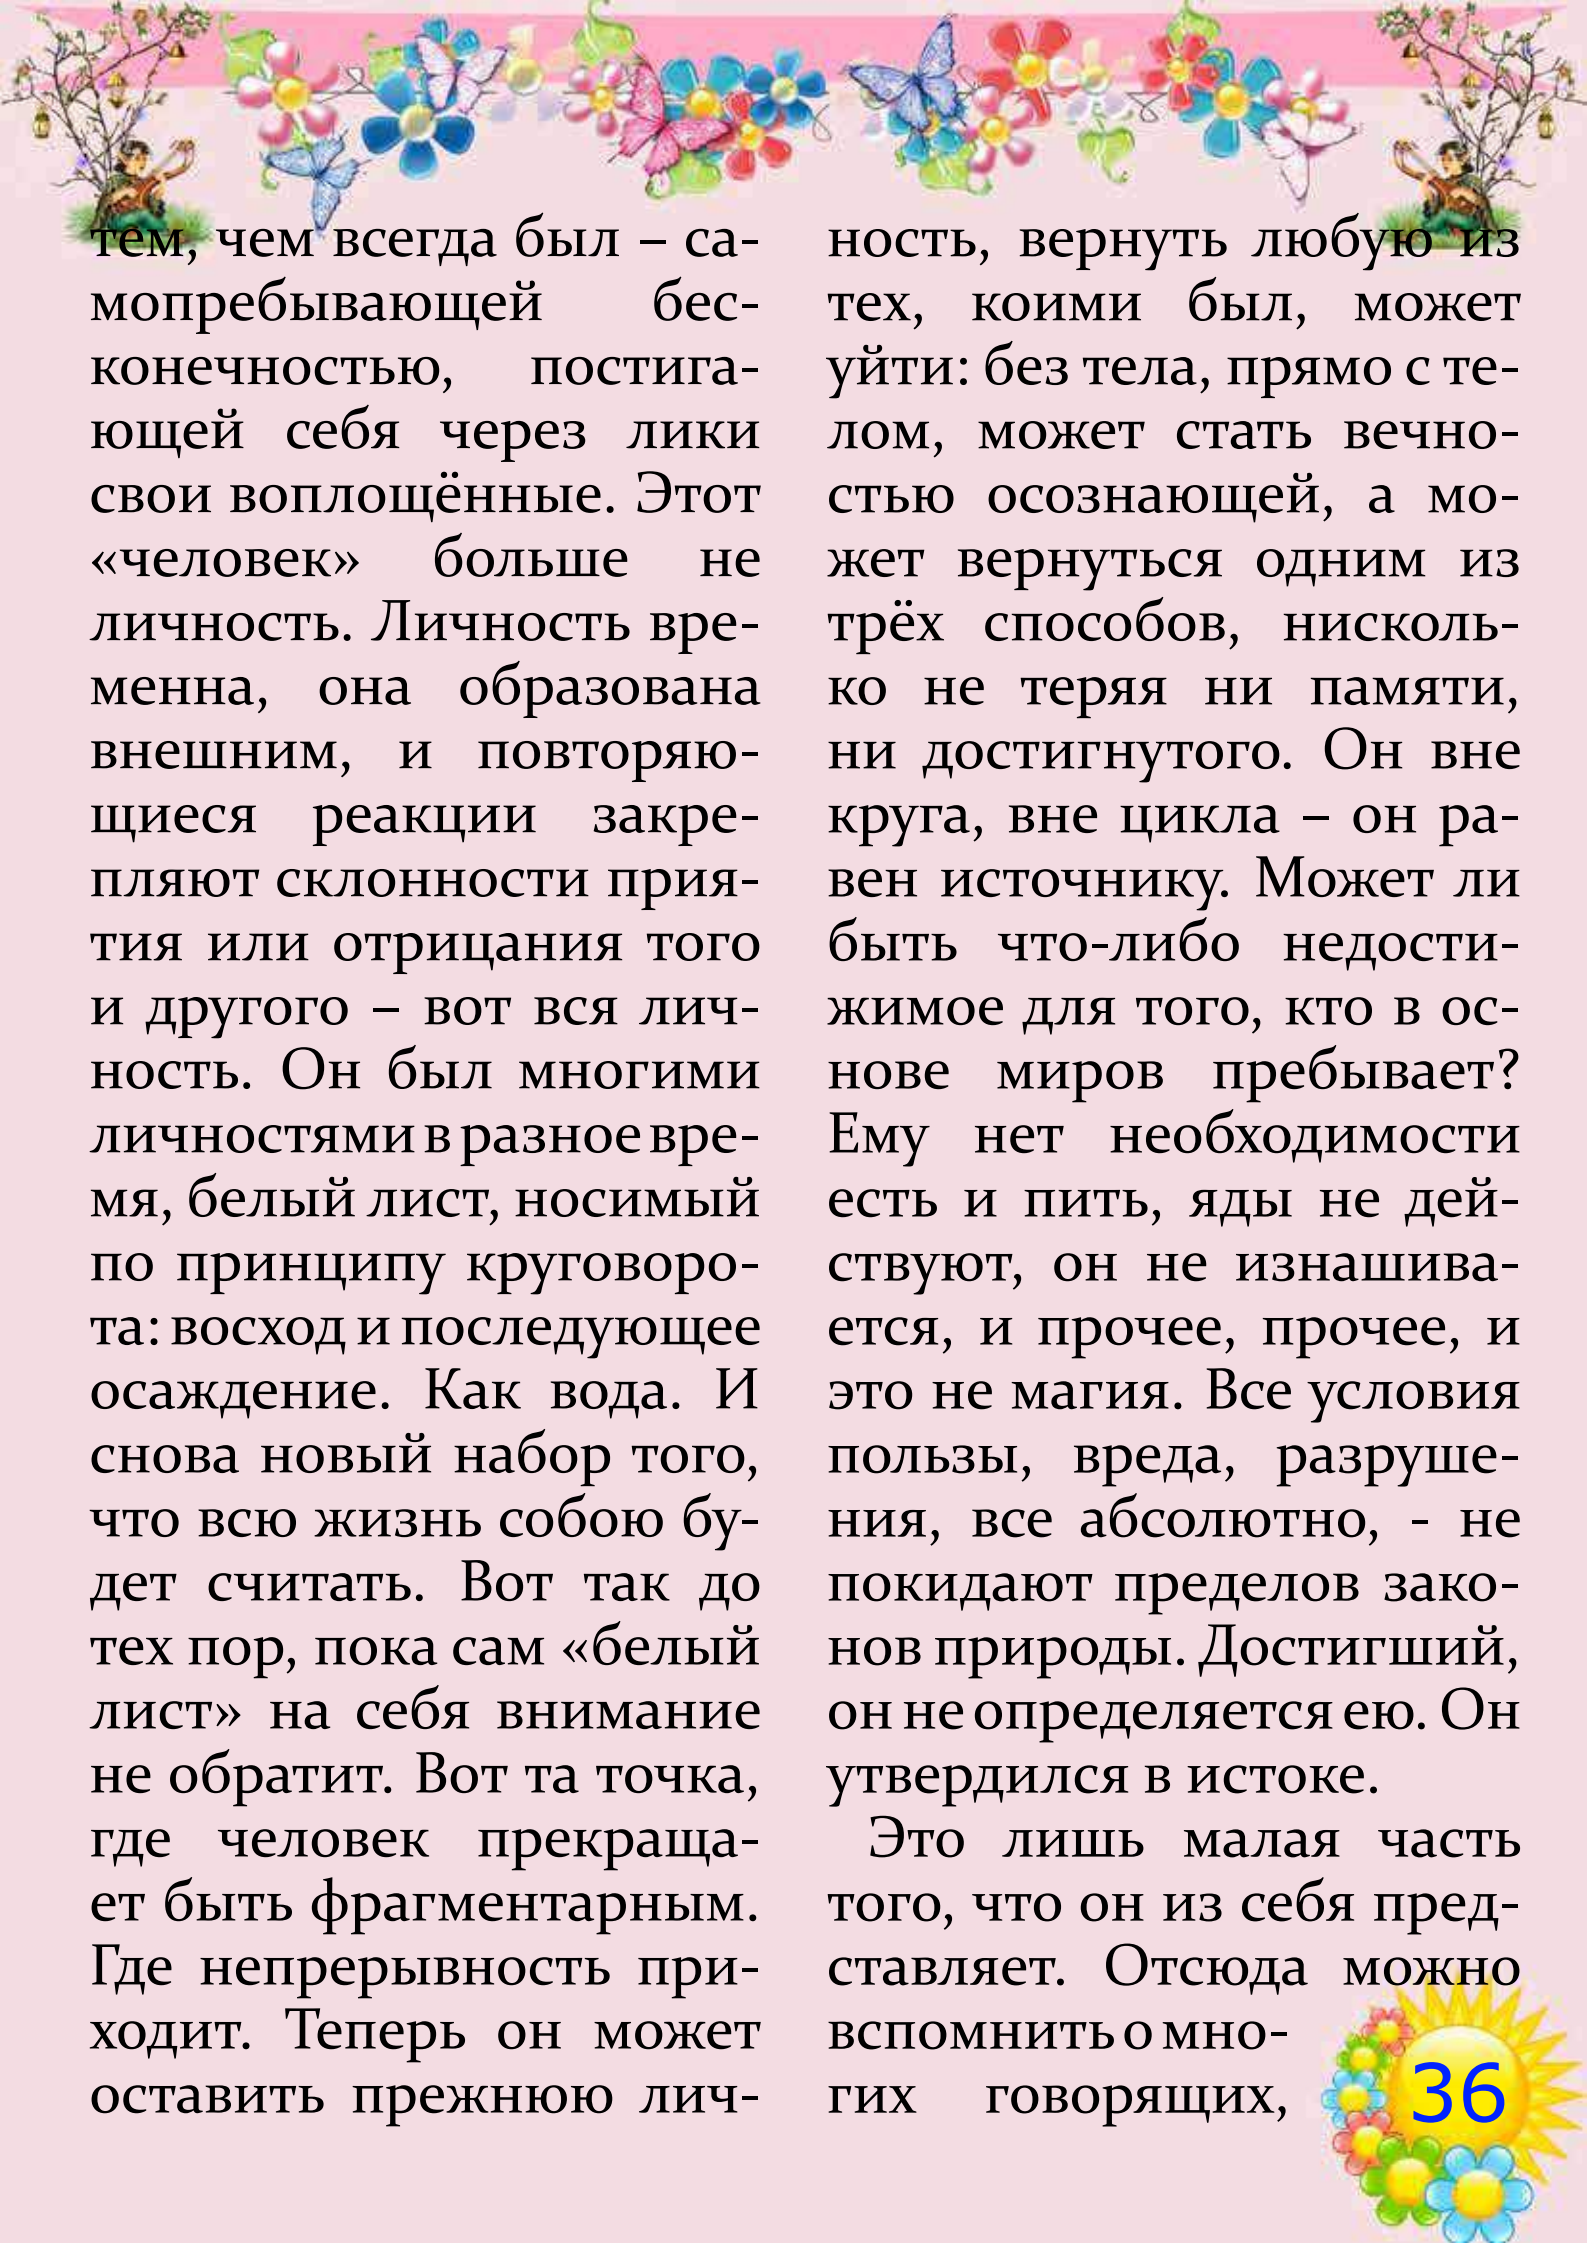 тем, чем всегда был – са-
мопребывающей бес-
конечностью, постига-
ющей себя через лики
свои воплощённые. Этот
«человек» больше не
личность. Личность вре-
менна, она образована
внешним, и повторяю-
щиеся реакции закре-
пляют склонности прия-
тия или отрицания того
и другого – вот вся лич-
ность. Он был многими
личностями в разное вре-
мя, белый лист, носимый
по принципу круговоро-
та: восход и последующее
осаждение. Как вода. И
снова новый набор того,
что всю жизнь собою бу-
дет считать. Вот так до
тех пор, пока сам «белый
лист» на себя внимание
не обратит. Вот та точка,
где человек прекраща-
ет быть фрагментарным.
Где непрерывность при-
ходит. Теперь он может
оставить прежнюю лич-
ность, вернуть любую из
тех, коими был, может
уйти: без тела, прямо с те-
лом, может стать вечно-
стью осознающей, а мо-
жет вернуться одним из
трёх способов, нисколь-
ко не теряя ни памяти,
ни достигнутого. Он вне
круга, вне цикла – он ра-
вен источнику. Может ли
быть что-либо недости-
жимое для того, кто в ос-
нове миров пребывает?
Ему нет необходимости
есть и пить, яды не дей-
ствуют, он не изнашива-
ется, и прочее, прочее, и
это не магия. Все условия
пользы, вреда, разруше-
ния, все абсолютно, - не
покидают пределов зако-
нов природы. Достигший,
он не определяется ею. Он
утвердился в истоке.
Это лишь малая часть
того, что он из себя пред-
ставляет. Отсюда можно
вспомнить о мно-
гих говорящих,
36